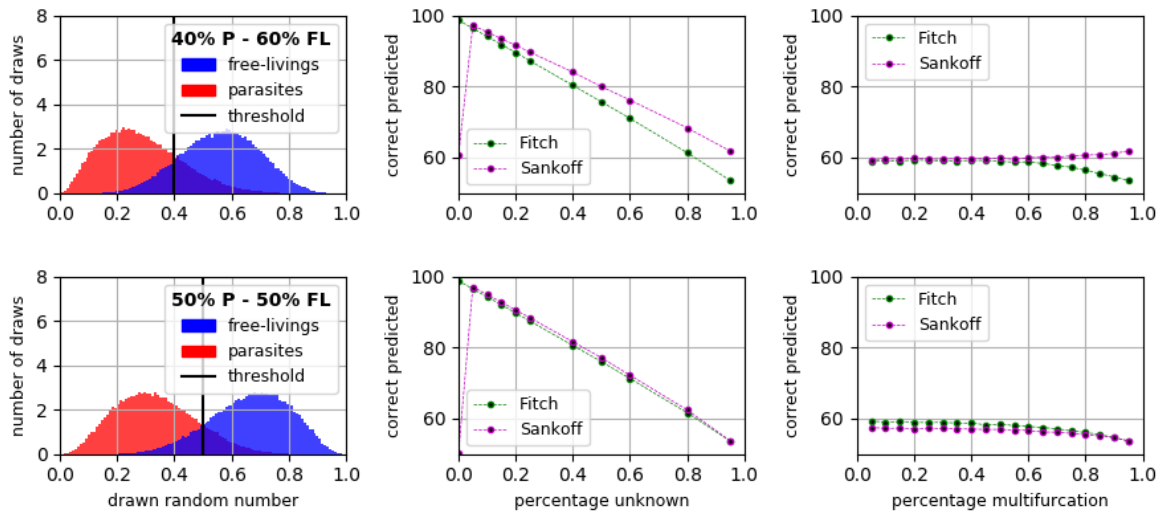 number of draws
8
6
4
2
0
40% P - 60% FL
free-livings
parasites
threshold
0.0 0.2 0.4 0.6 0.8 1.0
correct predicted
100
80
60
Fitch
Sankoff
0.0 0.2 0.4 0.6 0.8 1.0
correct predicted
100
80
60
Fitch
Sankoff
0.0 0.2 0.4 0.6 0.8 1.0
number of draws
8
6
4
2
0
50% P - 50% FL
free-livings
parasites
threshold
0.0 0.2 0.4 0.6 0.8 1.0
drawn random number
correct predicted
100
80
60
Fitch
Sankoff
0.0 0.2 0.4 0.6 0.8 1.0
percentage unknown
correct predicted
100
80
60
Fitch
Sankoff
0.0 0.2 0.4 0.6 0.8 1.0
percentage multifurcation